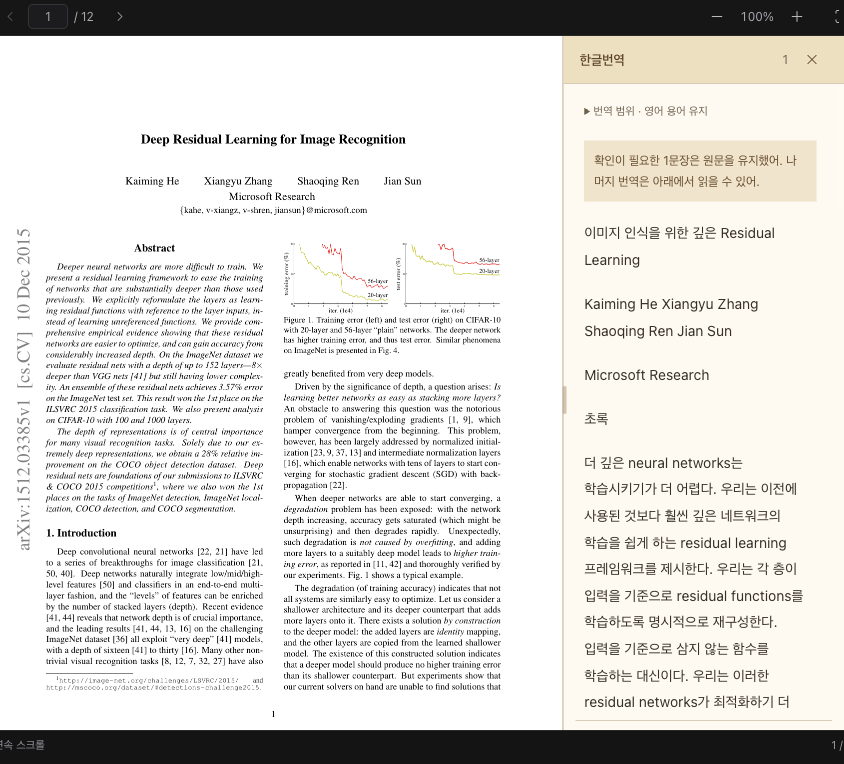 1 / 12
100%
arXiv:1512.03385v1 [cs.CV] 10 Dec 2015
Deep Residual Learning for Image Recognition
Kaiming He Xiangyu Zhang Shaoqing Ren Jian Sun
Microsoft Research
{kahe, v-xiangz, v-shren, jiansun}@microsoft.com
Abstract
Deeper neural networks are more difficult to train. We
present a residual learning framework to ease the training
of networks that are substantially deeper than those used
previously. We explicitly reformulate the layers as learn-
ing residual functions with reference to the layer inputs, in-
stead of learning unreferenced functions. We provide com-
prehensive empirical evidence showing that these residual
networks are easier to optimize, and can gain accuracy from
considerably increased depth. On the ImageNet dataset we
evaluate residual nets with a depth of up to 152 layers—8×
deeper than VGG nets [41] but still having lower complex-
ity. An ensemble of these residual nets achieves 3.57% error
on the ImageNet test set. This result won the 1st place on the
ILSVRC 2015 classification task. We also present analysis
on CIFAR-10 with 100 and 1000 layers.
The depth of representations is of central importance
for many visual recognition tasks. Solely due to our ex-
tremely deep representations, we obtain a 28% relative im-
provement on the COCO object detection dataset. Deep
residual nets are foundations of our submissions to ILSVRC
& COCO 2015 competitions1, where we also won the 1st
places on the tasks of ImageNet detection, ImageNet local-
ization, COCO detection, and COCO segmentation.
1. Introduction
Deep convolutional neural networks [22, 21] have led
to a series of breakthroughs for image classification [21,
50, 40]. Deep networks naturally integrate low/mid/high-
level features [50] and classifiers in an end-to-end multi-
layer fashion, and the “levels” of features can be enriched
by the number of stacked layers (depth). Recent evidence
[41, 44] reveals that network depth is of crucial importance,
and the leading results [41, 44, 13, 16] on the challenging
ImageNet dataset [36] all exploit “very deep” [41] models,
with a depth of sixteen [41] to thirty [16]. Many other non-
trivial visual recognition tasks [8, 12, 7, 32, 27] have also
1http://image-net.org/challenges/LSVRC/2015/ and
http://mscoco.org/dataset/#detections-challenge2015.
training error (%)
iter. (1e4)
56-layer
20-layer
test error (%)
iter. (1e4)
56-layer
20-layer
Figure 1. Training error (left) and test error (right) on CIFAR-10
with 20-layer and 56-layer “plain” networks. The deeper network
has higher training error, and thus test error. Similar phenomena
on ImageNet is presented in Fig. 4.
greatly benefited from very deep models.
Driven by the significance of depth, a question arises: Is
learning better networks as easy as stacking more layers?
An obstacle to answering this question was the notorious
problem of vanishing/exploding gradients [1, 9], which
hamper convergence from the beginning. This problem,
however, has been largely addressed by normalized initial-
ization [23, 9, 37, 13] and intermediate normalization layers
[16], which enable networks with tens of layers to start con-
verging for stochastic gradient descent (SGD) with back-
propagation [22].
When deeper networks are able to start converging, a
degradation problem has been exposed: with the network
depth increasing, accuracy gets saturated (which might be
unsurprising) and then degrades rapidly. Unexpectedly,
such degradation is not caused by overfitting, and adding
more layers to a suitably deep model leads to higher train-
ing error, as reported in [11, 42] and thoroughly verified by
our experiments. Fig. 1 shows a typical example.
The degradation (of training accuracy) indicates that not
all systems are similarly easy to optimize. Let us consider a
shallower architecture and its deeper counterpart that adds
more layers onto it. There exists a solution by construction
to the deeper model: the added layers are identity mapping,
and the other layers are copied from the learned shallower
model. The existence of this constructed solution indicates
that a deeper model should produce no higher training error
than its shallower counterpart. But experiments show that
our current solvers on hand are unable to find solutions that
1
한글번역 1
▶ 번역 범위 · 영어 용어 유지
확인이 필요한 1문장은 원문을 유지했어. 나
머지 번역은 아래에서 읽을 수 있어.
이미지 인식을 위한 깊은 Residual
Learning
Kaiming He Xiangyu Zhang
Shaoqing Ren Jian Sun
Microsoft Research
초록
더 깊은 neural networks는
학습시키기가 더 어렵다. 우리는 이전에
사용된 것보다 훨씬 깊은 네트워크의
학습을 쉽게 하는 residual learning
프레임워크를 제시한다. 우리는 각 층이
입력을 기준으로 residual functions를
학습하도록 명시적으로 재구성한다.
입력을 기준으로 삼지 않는 함수를
학습하는 대신이다. 우리는 이러한
residual networks가 최적화하기 더
스크롤
1 /